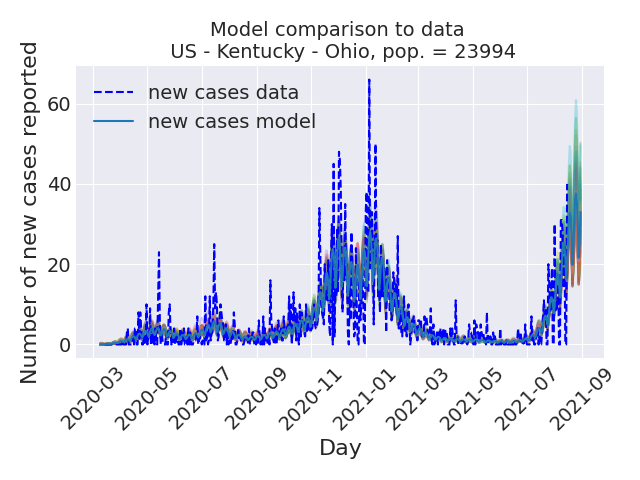 Model comparison to data
US - Kentucky - Ohio, pop. = 23994
Number of new cases reported
60
40
20
0
new cases data
new cases model
2020-03
2020-05
2020-07
2020-09
2020-11
2021-01
2021-03
2021-05
2021-07
2021-09
Day